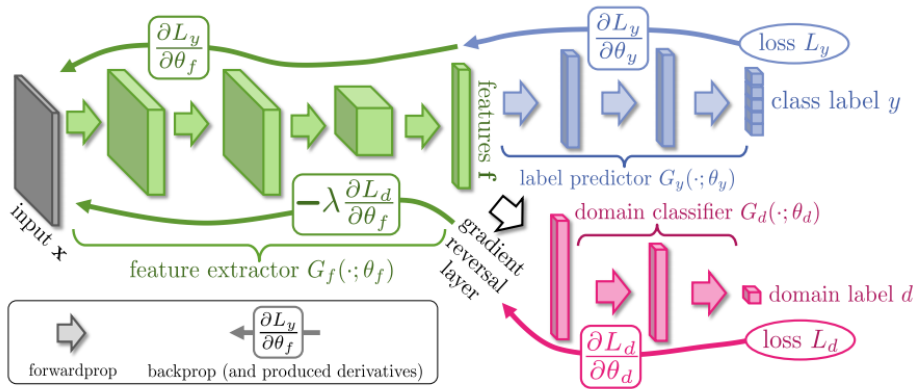 ∂L_y/∂θ_f
∂L_y/∂θ_y
loss L_y
class label y
features f
label predictor G_y(·; θ_y)
input x
−λ ∂L_d/∂θ_f
feature extractor G_f(·; θ_f)
gradient
reversal
layer
domain classifier G_d(·; θ_d)
domain label d
loss L_d
∂L_d/∂θ_d
∂L_y/∂θ_f
forwardprop
backprop (and produced derivatives)